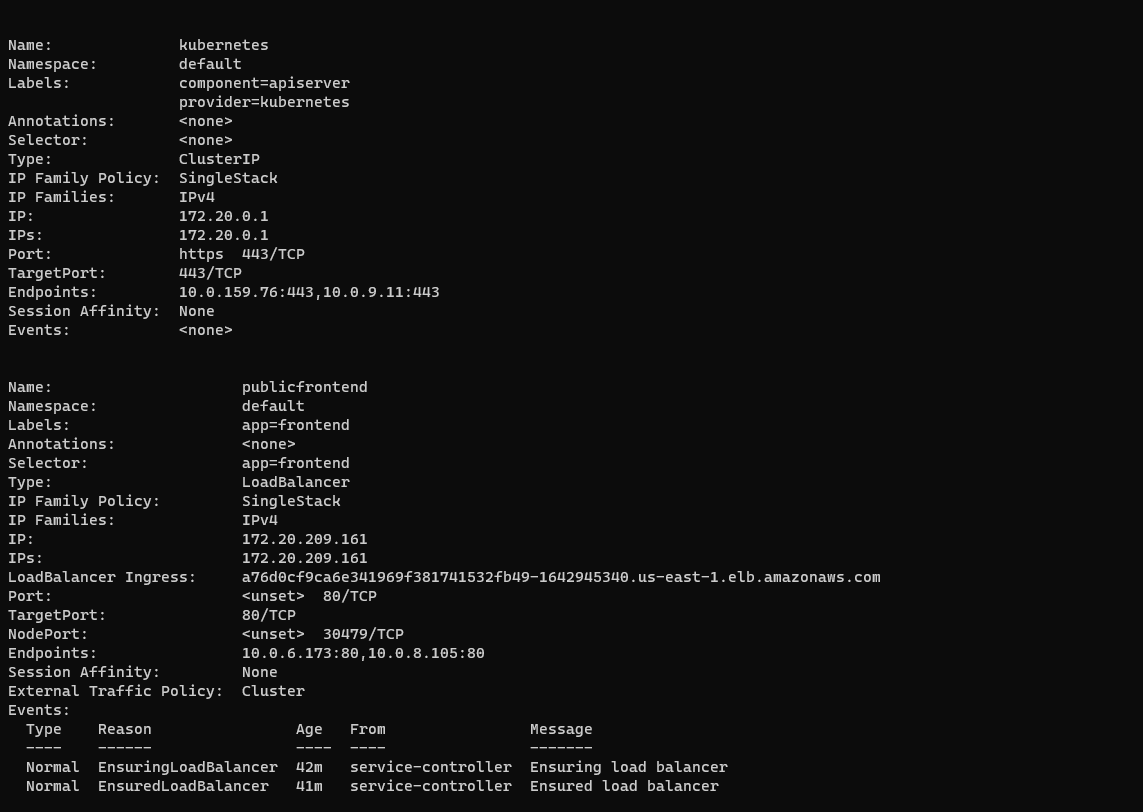 Name:              kubernetes
Namespace:         default
Labels:            component=apiserver
                   provider=kubernetes
Annotations:       <none>
Selector:          <none>
Type:              ClusterIP
IP Family Policy:  SingleStack
IP Families:       IPv4
IP:                172.20.0.1
IPs:               172.20.0.1
Port:              https  443/TCP
TargetPort:        443/TCP
Endpoints:         10.0.159.76:443,10.0.9.11:443
Session Affinity:  None
Events:            <none>
Name:                     publicfrontend
Namespace:                default
Labels:                   app=frontend
Annotations:              <none>
Selector:                 app=frontend
Type:                     LoadBalancer
IP Family Policy:         SingleStack
IP Families:              IPv4
IP:                       172.20.209.161
IPs:                      172.20.209.161
LoadBalancer Ingress:     a76d0cf9ca6e341969f381741532fb49-1642945340.us-east-1.elb.amazonaws.com
Port:                     <unset>  80/TCP
TargetPort:               80/TCP
NodePort:                 <unset>  30479/TCP
Endpoints:                10.0.6.173:80,10.0.8.105:80
Session Affinity:         None
External Traffic Policy:  Cluster
Events:
  Type    Reason                Age   From                Message
  ----    ------                ----  ----                -------
  Normal  EnsuringLoadBalancer  42m   service-controller  Ensuring load balancer
  Normal  EnsuredLoadBalancer   41m   service-controller  Ensured load balancer